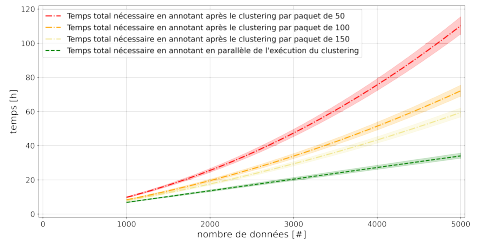 120
100
80
60
40
20
0
temps [h]
Temps total nécessaire en annotant après le clustering par paquet de 50
Temps total nécessaire en annotant après le clustering par paquet de 100
Temps total nécessaire en annotant après le clustering par paquet de 150
Temps total nécessaire en annotant en parallèle de l'exécution du clustering
0 1000 2000 3000 4000 5000
nombre de données [#]